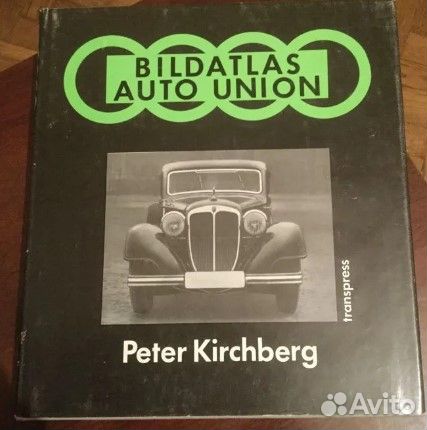 BILDATLAS
AUTO UNION
transpress
Peter Kirchberg
Avito